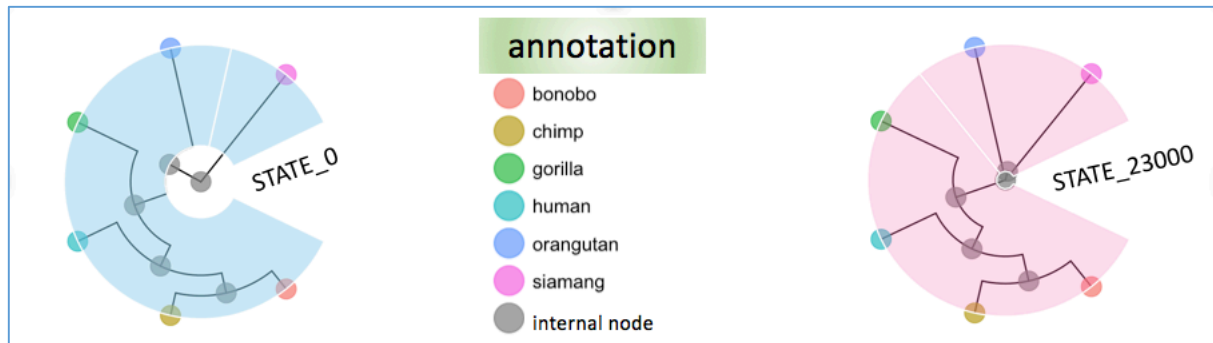 STATE_0
annotation
bonobo
chimp
gorilla
human
orangutan
siamang
internal node
STATE_23000